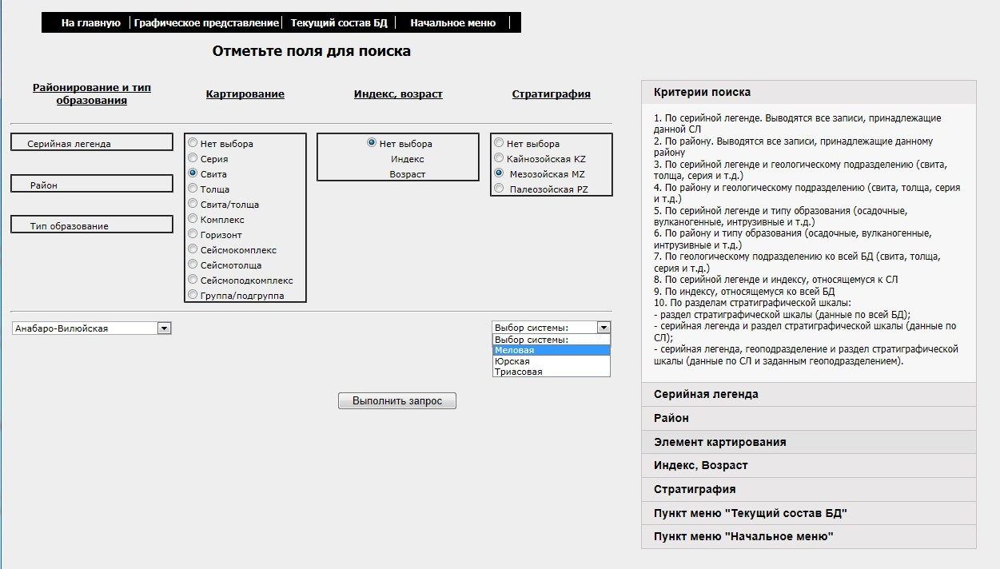 На главную
Графическое представление
Текущий состав БД
Начальное меню
Отметьте поля для поиска
Районирование и тип
образования
Картирование
Индекс, возраст
Стратиграфия
Серийная легенда
Район
Тип образование
Нет выбора
Серия
Свита
Толща
Свита/толща
Комплекс
Горизонт
Сейсмокомплекс
Сейсмотолща
Сейсмоподкомплекс
Группа/подгруппа
Нет выбора
Индекс
Возраст
Нет выбора
Кайнозойская KZ
Мезозойская MZ
Палеозойская PZ
Анабаро-Вилюйская
Выбор системы:
Выбор системы:
Меловая
Юрская
Триасовая
Выполнить запрос
Критерии поиска
1. По серийной легенде. Выводятся все записи, принадлежащие
данной СЛ
2. По району. Выводятся все записи, принадлежащие данному
району
3. По серийной легенде и геологическому подразделению (свита,
толща, серия и т.д.)
4. По району и геологическому подразделению (свита, толща, серия
и т.д.)
5. По серийной легенде и типу образования (осадочные,
вулканогенные, интрузивные и т.д.)
6. По району и типу образования (осадочные, вулканогенные,
интрузивные и т.д.)
7. По геологическому подразделению ко всей БД (свита, толща,
серия и т.д.)
8. По серийной легенде и индексу, относящемуся к СЛ
9. По индексу, относящемуся ко всей БД
10. По разделам стратиграфической шкалы:
- раздел стратиграфической шкалы (данные по всей БД);
- серийная легенда и раздел стратиграфической шкалы (данные по
СЛ);
- серийная легенда, геоподразделение и раздел стратиграфической
шкалы (данные по СЛ и заданным геоподразделением).
Серийная легенда
Район
Элемент картирования
Индекс, Возраст
Стратиграфия
Пункт меню "Текущий состав БД"
Пункт меню "Начальное меню"